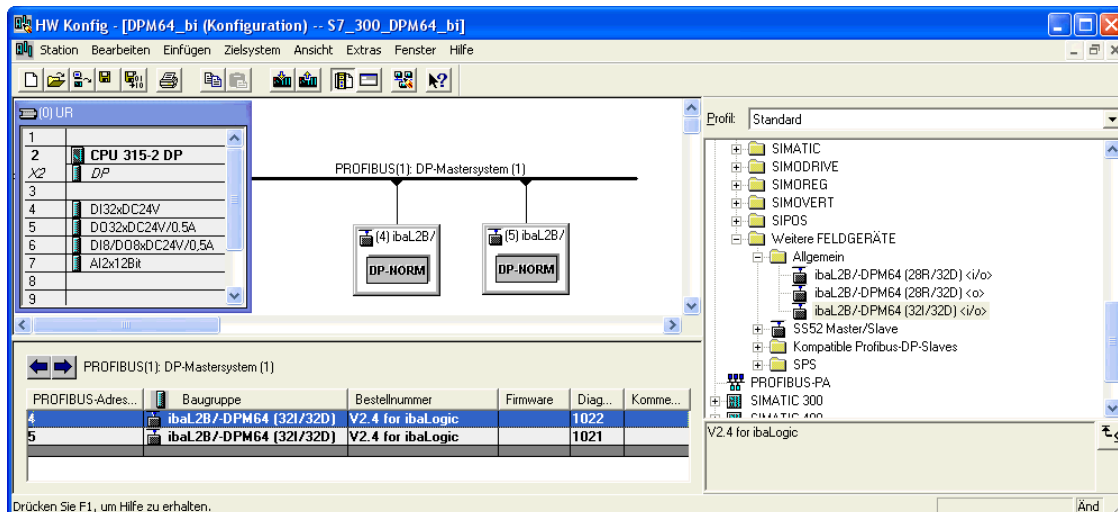 HW Konfig - [DPM64_bi (Konfiguration) -- S7_300_DPM64_bi]
Station Bearbeiten Einfügen Zielsystem Ansicht Extras Fenster Hilfe
(0) UR
1
2 CPU 315-2 DP
X2 DP
3
4 DI32xDC24V
5 DO32xDC24V/0.5A
6 DI8/DO8xDC24V/0,5A
7 AI2x12Bit
8
9
PROFIBUS(1): DP-Mastersystem (1)
(4) ibaL2B/
DP-NORM
(5) ibaL2B/
DP-NORM
Profil: Standard
SIMATIC
SIMODRIVE
SIMOREG
SIMOVERT
SIPOS
Weitere FELDGERÄTE
Allgemein
ibaL2B/-DPM64 (28R/32D) <i/o>
ibaL2B/-DPM64 (28R/32D) <o>
ibaL2B/-DPM64 (32I/32D) <i/o>
SS52 Master/Slave
Kompatible Profibus-DP-Slaves
SPS
PROFIBUS-PA
SIMATIC 300
SIMATIC 400
V2.4 for ibaLogic
PROFIBUS(1): DP-Mastersystem (1)
PROFIBUS-Adres... Baugruppe Bestellnummer Firmware Diag... Komme...
4 ibaL2B/-DPM64 (32I/32D) V2.4 for ibaLogic 1022
5 ibaL2B/-DPM64 (32I/32D) V2.4 for ibaLogic 1021
Drücken Sie F1, um Hilfe zu erhalten.
Änd